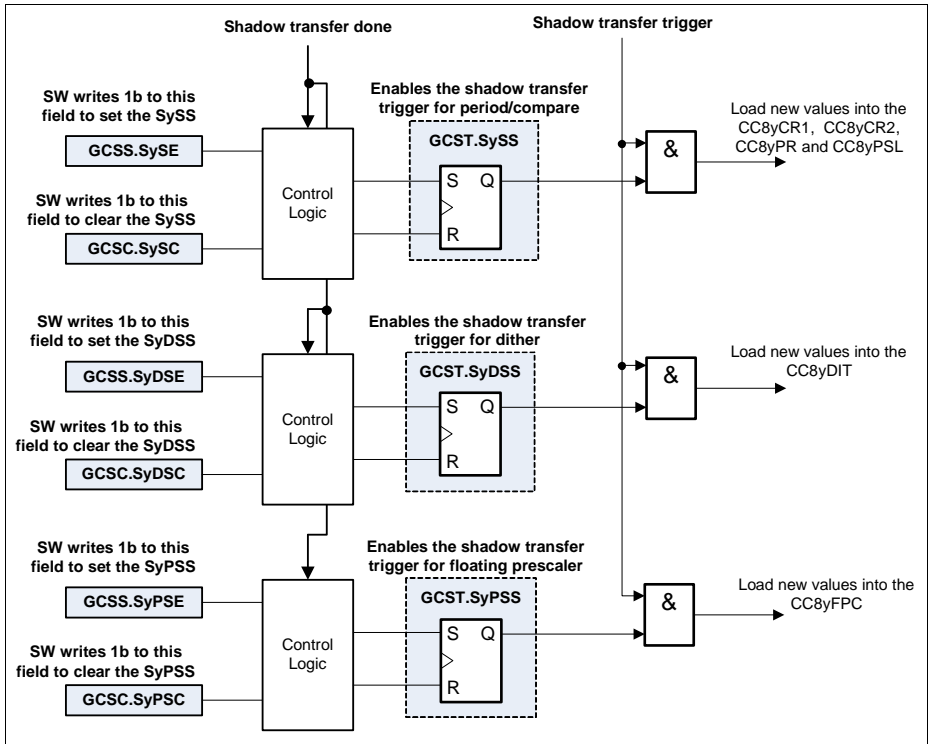 Shadow transfer done
Shadow transfer trigger
SW writes 1b to this
field to set the SySS
GCSS.SySE
SW writes 1b to this
field to clear the SySS
GCSC.SySC
Control
Logic
Enables the shadow transfer
trigger for period/compare
GCST.SySS
S Q
R
&
Load new values into the
CC8yCR1, CC8yCR2,
CC8yPR and CC8yPSL
SW writes 1b to this
field to set the SyDSS
GCSS.SyDSE
SW writes 1b to this
field to clear the SyDSS
GCSC.SyDSC
Control
Logic
Enables the shadow transfer
trigger for dither
GCST.SyDSS
S Q
R
&
Load new values into the
CC8yDIT
SW writes 1b to this
field to set the SyPSS
GCSS.SyPSE
SW writes 1b to this
field to clear the SyPSS
GCSC.SyPSC
Control
Logic
Enables the shadow transfer
trigger for floating prescaler
GCST.SyPSS
S Q
R
&
Load new values into the
CC8yFPC